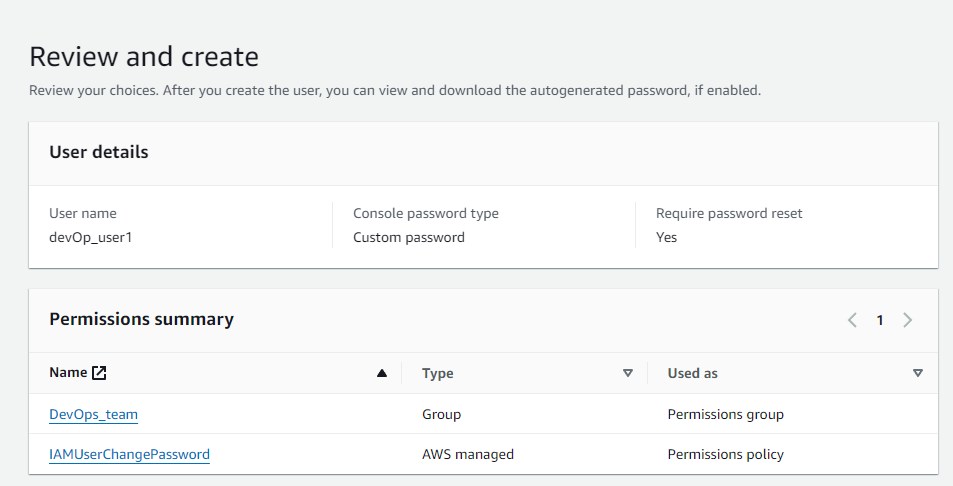 Review and create
Review your choices. After you create the user, you can view and download the autogenerated password, if enabled.
User details
User name
devOp_user1
Console password type
Custom password
Require password reset
Yes
Permissions summary
1
Name
Type
Used as
DevOps_team
Group
Permissions group
IAMUserChangePassword
AWS managed
Permissions policy